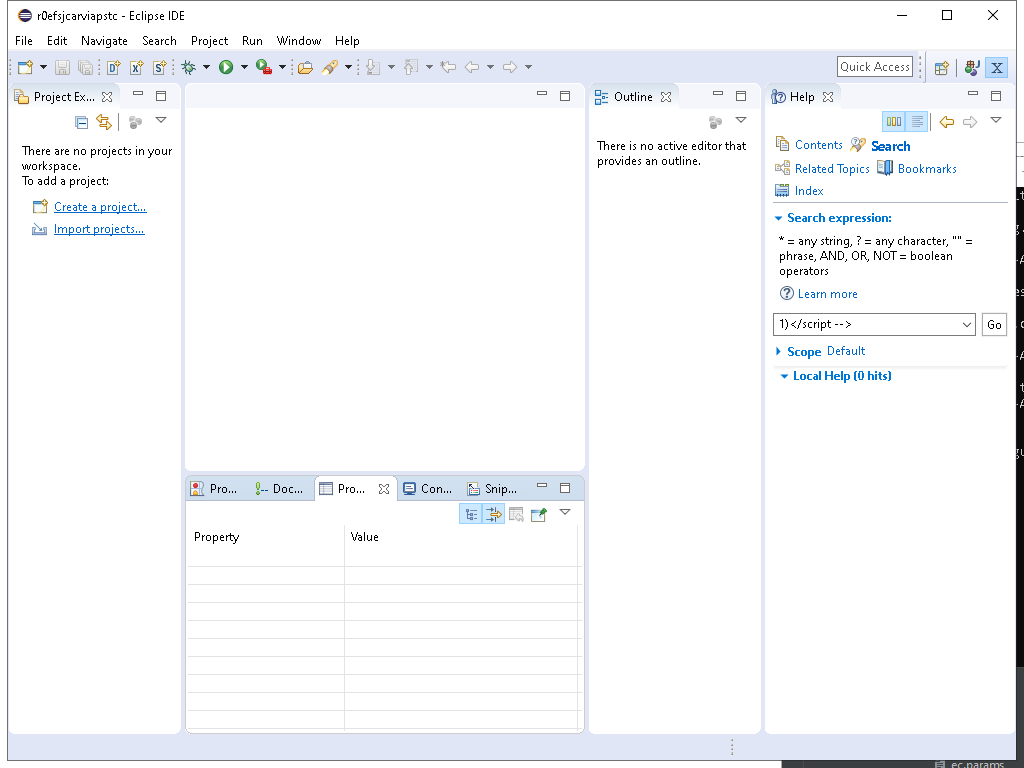 r0efsjcarviapstc - Eclipse IDE
File Edit Navigate Search Project Run Window Help
Quick Access
Project Ex...
Outline
Help
There are no projects in your
workspace.
To add a project:
Create a project...
Import projects...
There is no active editor that
provides an outline.
Contents Search
Related Topics Bookmarks
Index
Search expression:
* = any string, ? = any character, "" =
phrase, AND, OR, NOT = boolean
operators
Learn more
1)</script -->
Go
Scope Default
Local Help (0 hits)
Pro... Doc... Pro... Con... Snip...
Property Value
ec.params